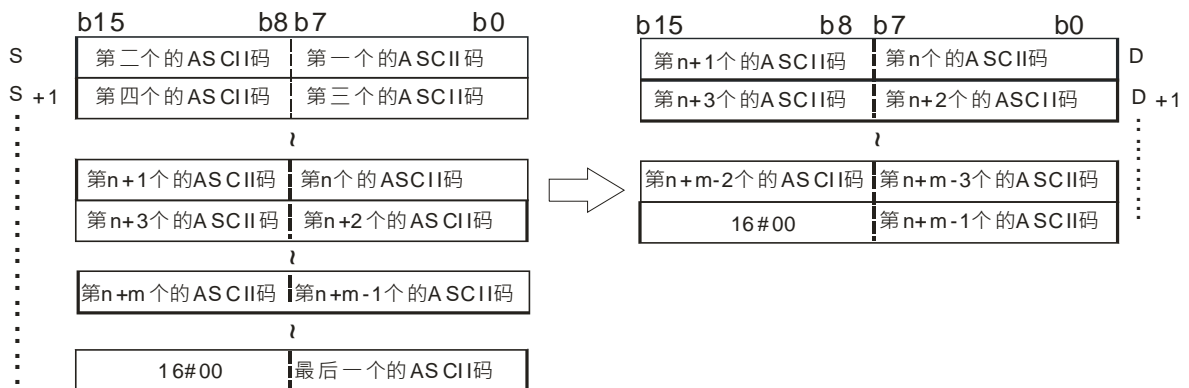 b15 b8 b7 b0
S 第二个的ASCII码 第一个的ASCII码
S +1 第四个的ASCII码 第三个的ASCII码
~
第n+1个的ASCII码 第n个的ASCII码
第n+3个的ASCII码 第n+2个的ASCII码
~
第n+m个的ASCII码 第n+m-1个的ASCII码
~
16#00 最后一个的ASCII码
b15 b8 b7 b0
第n+1个的ASCII码 第n个的ASCII码 D
第n+3个的ASCII码 第n+2个的ASCII码 D +1
~
第n+m-2个的ASCII码 第n+m-3个的ASCII码
16#00 第n+m-1个的ASCII码